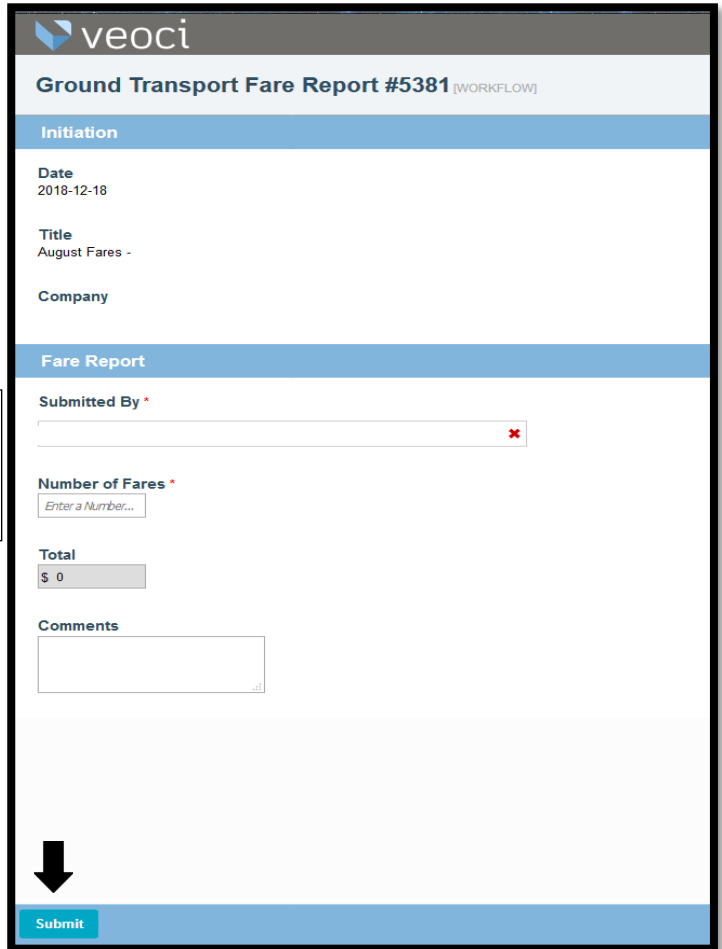 veoci
Ground Transport Fare Report #5381 [WORKFLOW]
Initiation
Date
2018-12-18
Title
August Fares -
Company
Fare Report
Submitted By *
Number of Fares *
Enter a Number...
Total
$ 0
Comments
Submit